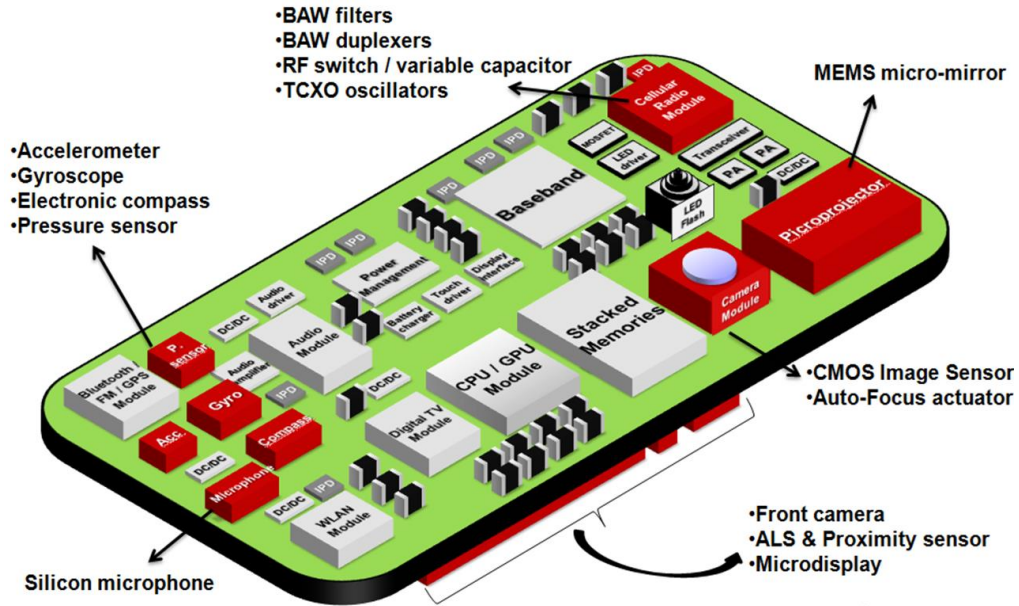 •BAW filters
•BAW duplexers
•RF switch / variable capacitor
•TCXO oscillators
MEMS micro-mirror
•Accelerometer
•Gyroscope
•Electronic compass
•Pressure sensor
IPD
Cellular
Radio
Module
MOSFET
LED
driver
Transceiver
PA
PA
DC/DC
IPD
IPD
IPD
Baseband
LED
Flash
Picroprojector
IPD
IPD
Power
Management
Display
interface
Touch
driver
Battery
charger
Camera
Module
Stacked
Memories
Audio
driver
DC/DC
Audio
Module
P.
sensor
Bluetooth /
FM / GPS
Module
Audio
amplifier
CPU / GPU
Module
DC/DC
IPD
Gyro
Acc.
Compass
Digital TV
Module
DC/DC
Microphone
IPD
DC/DC
WLAN
Module
•CMOS Image Sensor
•Auto-Focus actuator
•Front camera
•ALS & Proximity sensor
•Microdisplay
Silicon microphone